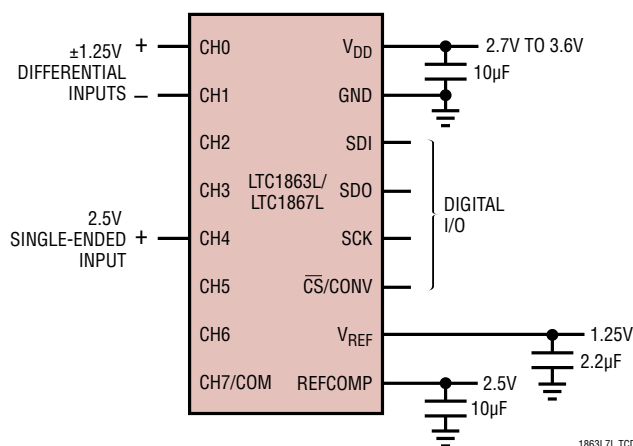 ±1.25V
DIFFERENTIAL
INPUTS
+
–
2.5V
SINGLE-ENDED
INPUT
+
CH0
CH1
CH2
CH3
CH4
CH5
CH6
CH7/COM
LTC1863L/
LTC1867L
VDD
GND
SDI
SDO
SCK
CS/CONV
VREF
REFCOMP
2.7V TO 3.6V
10µF
DIGITAL
I/O
1.25V
2.2µF
2.5V
10µF